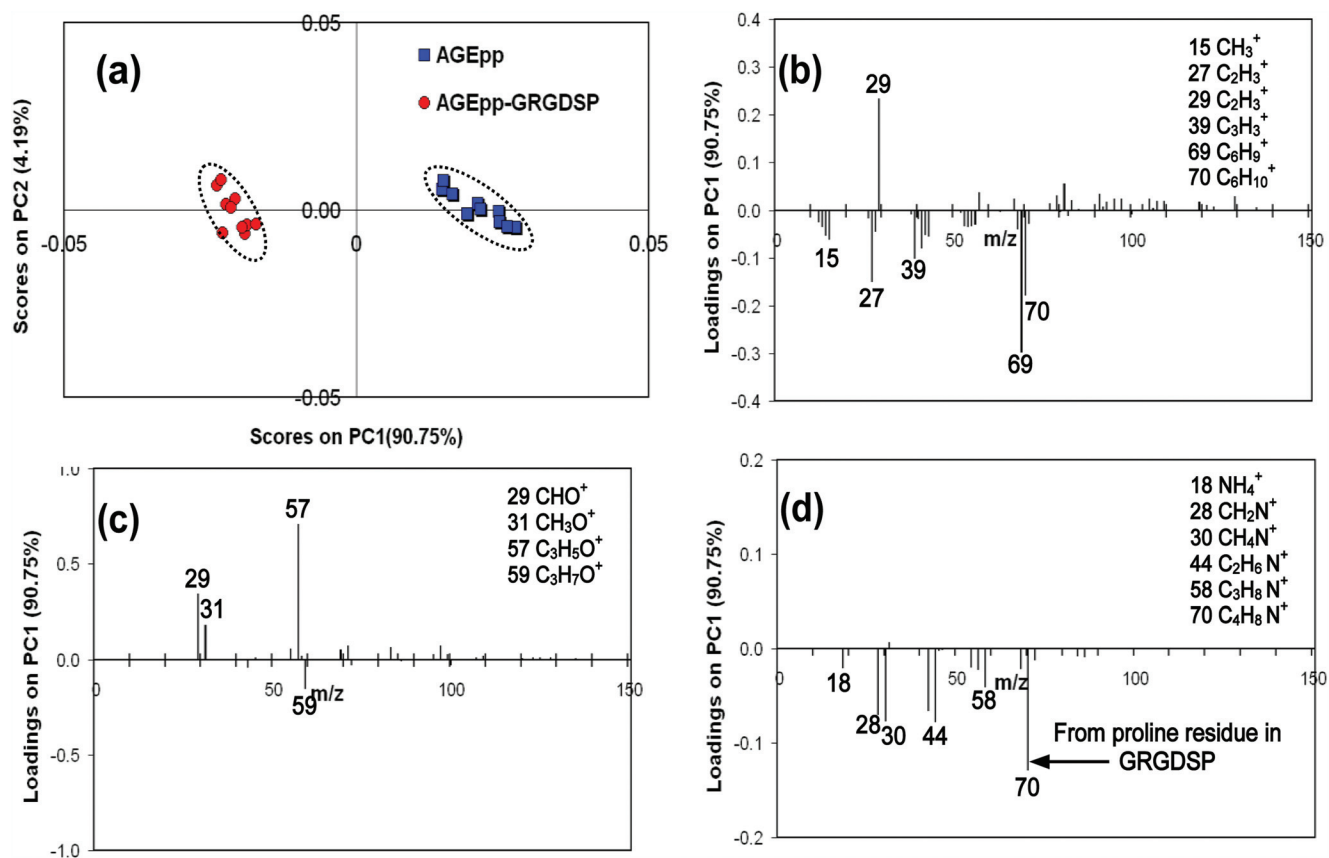 (a)
0.05
AGEpp
AGEpp-GRGDSP
Scores on PC2 (4.19%)
0.00
-0.05
0
0.05
-0.05
Scores on PC1(90.75%)
(b)
Loadings on PC1 (90.75%)
0.4
0.3
0.2
0.1
0.0
-0.1
-0.2
-0.3
-0.4
0
50
m/z
100
150
29
15
27
39
70
69
15 CH₃⁺
27 C₂H₃⁺
29 C₂H₃⁺
39 C₃H₃⁺
69 C₆H₉⁺
70 C₆H₁₀⁺
(c)
Loadings on PC1 (90.75%)
1.0
0.5
0.0
-0.5
-1.0
0
50
m/z
100
150
57
29
31
59
29 CHO⁺
31 CH₃O⁺
57 C₃H₅O⁺
59 C₃H₇O⁺
(d)
Loadings on PC1 (90.75%)
0.2
0.1
0.0
-0.1
-0.2
0
50
m/z
100
150
18
28
30
44
58
70
18 NH₄⁺
28 CH₂N⁺
30 CH₄N⁺
44 C₂H₆ N⁺
58 C₃H₈ N⁺
70 C₄H₈ N⁺
From proline residue in
GRGDSP